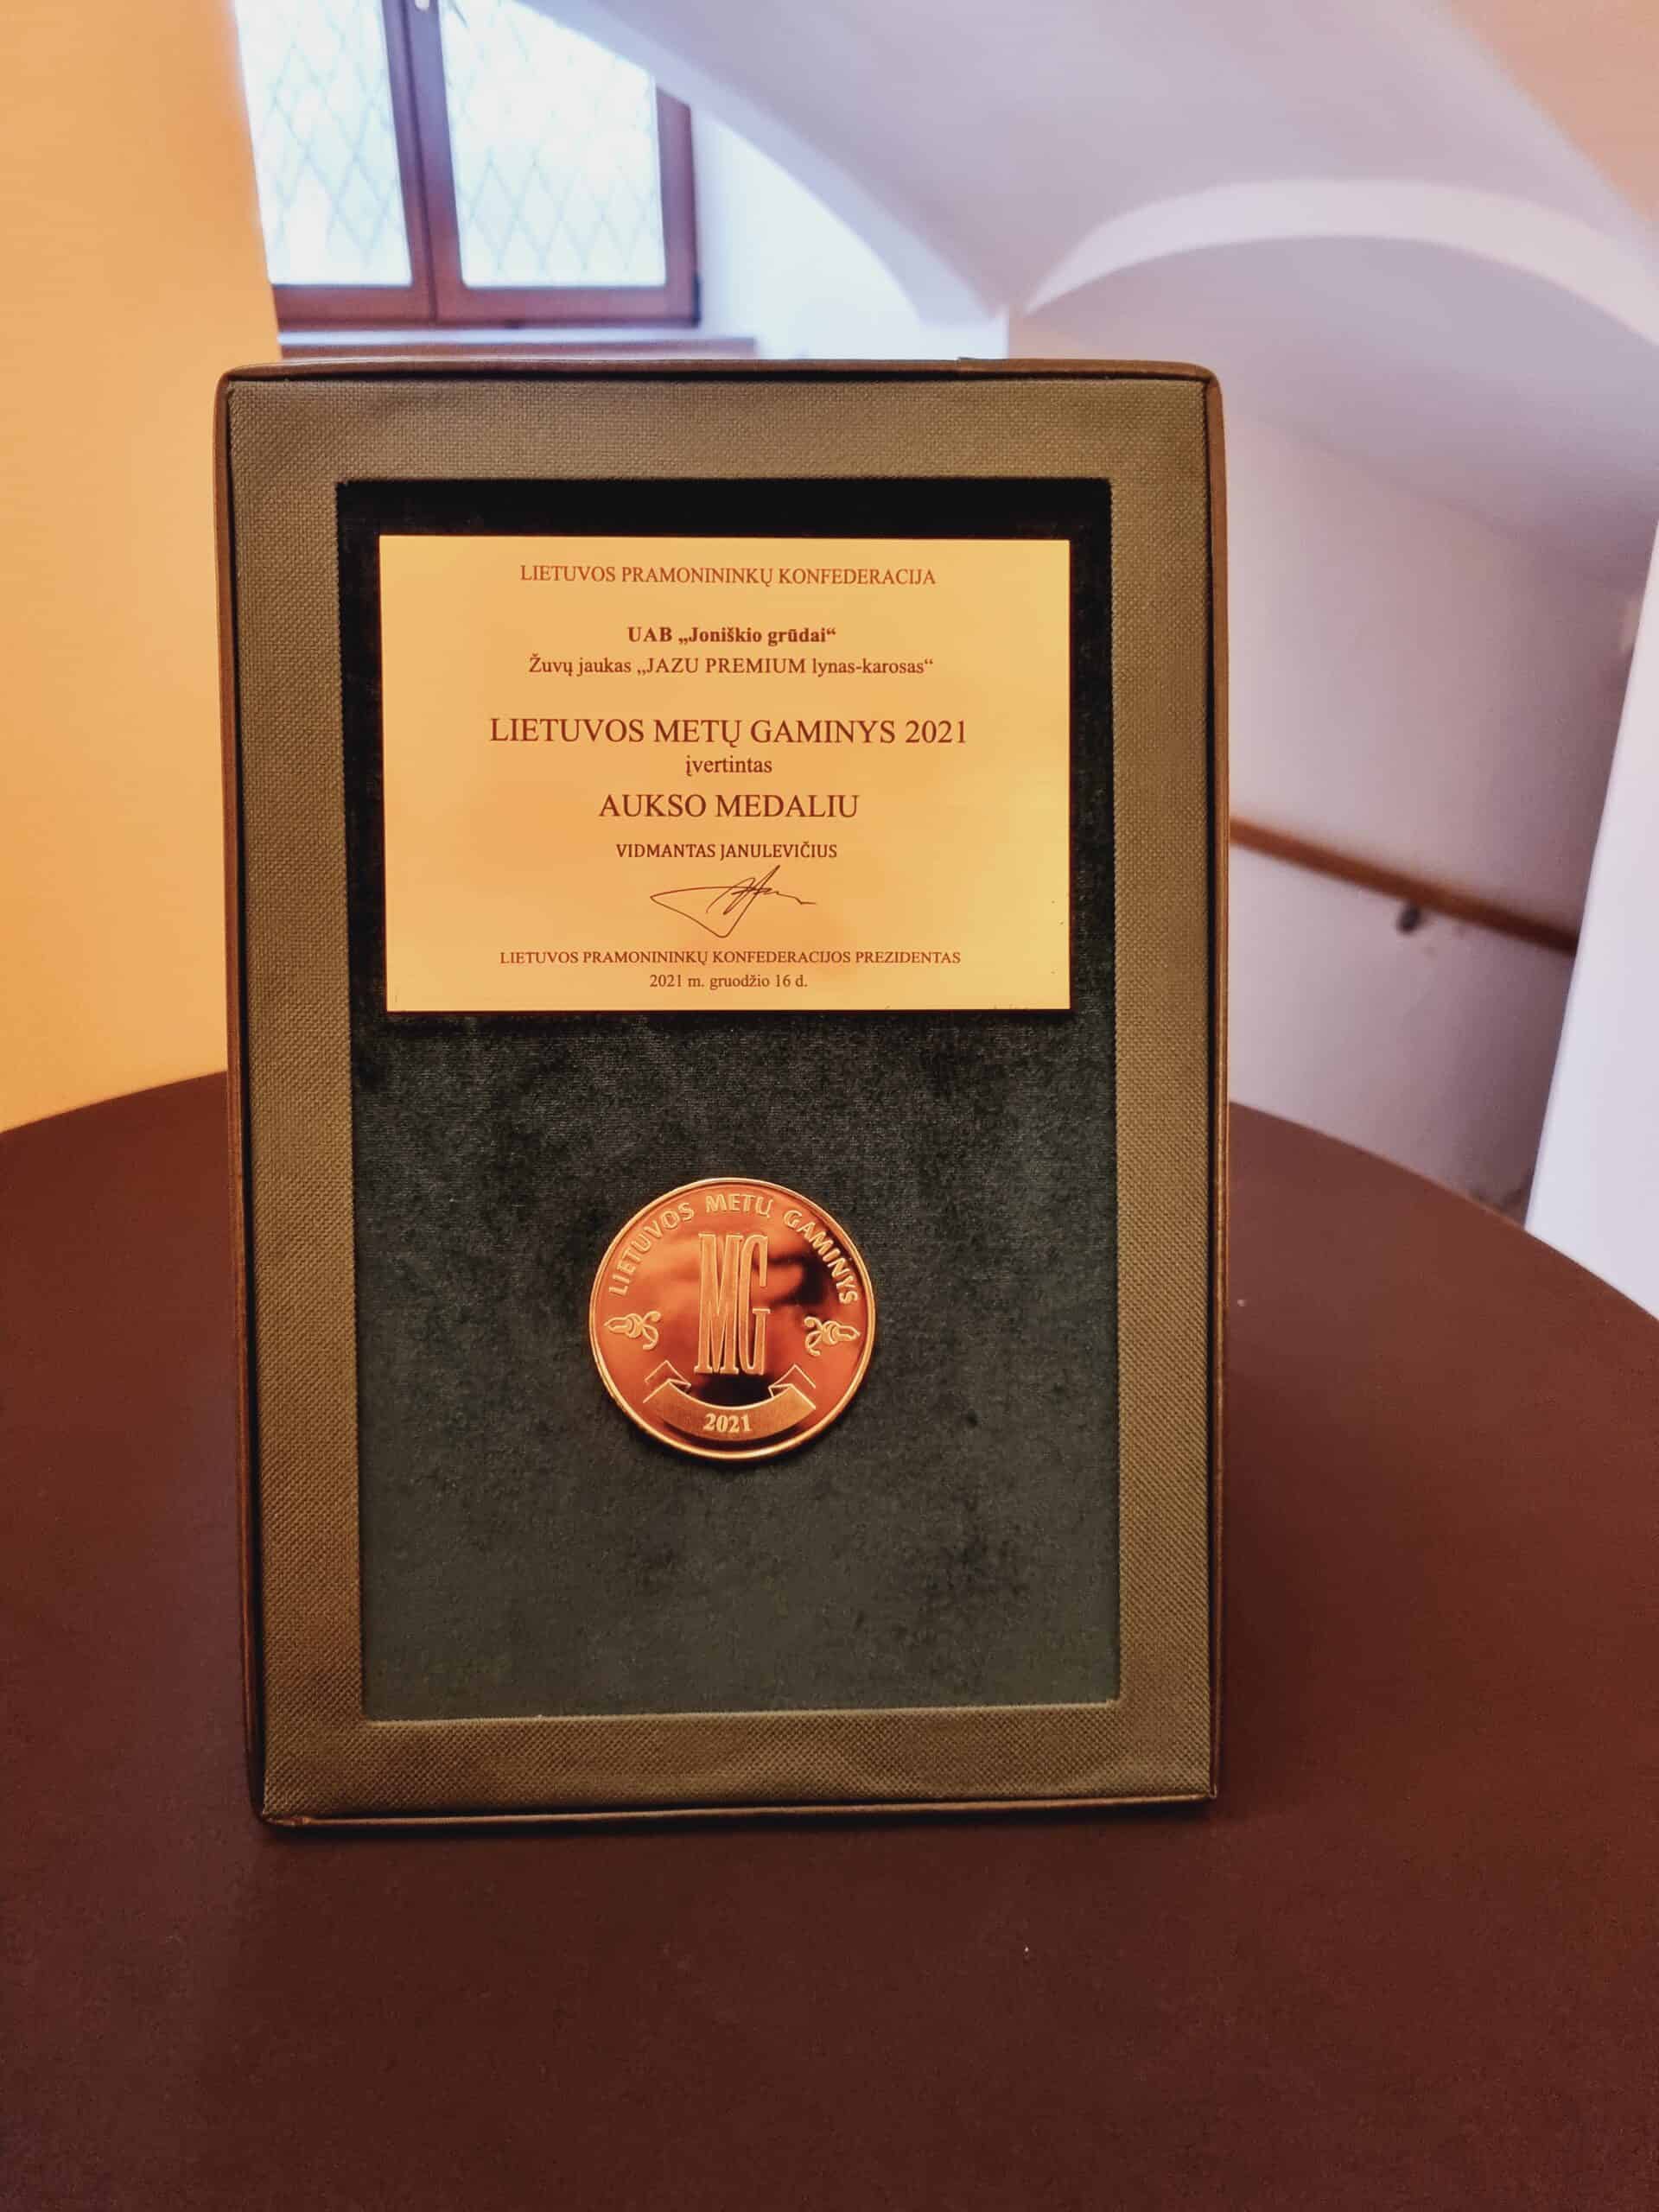 LIETUVOS PRAMONININKŲ KONFEDERACIJA
UAB „Joniškio grūdai“
Žuvų jaukas „JAZU PREMIUM lynas-karosas“
LIETUVOS METŲ GAMINYS 2021
įvertintas
AUKSO MEDALIU
VIDMANTAS JANULEVIČIUS
LIETUVOS PRAMONININKŲ KONFEDERACIJOS PREZIDENTAS
2021 m. gruodžio 16 d.
LIETUVOS METŲ GAMINYS
MG
2021